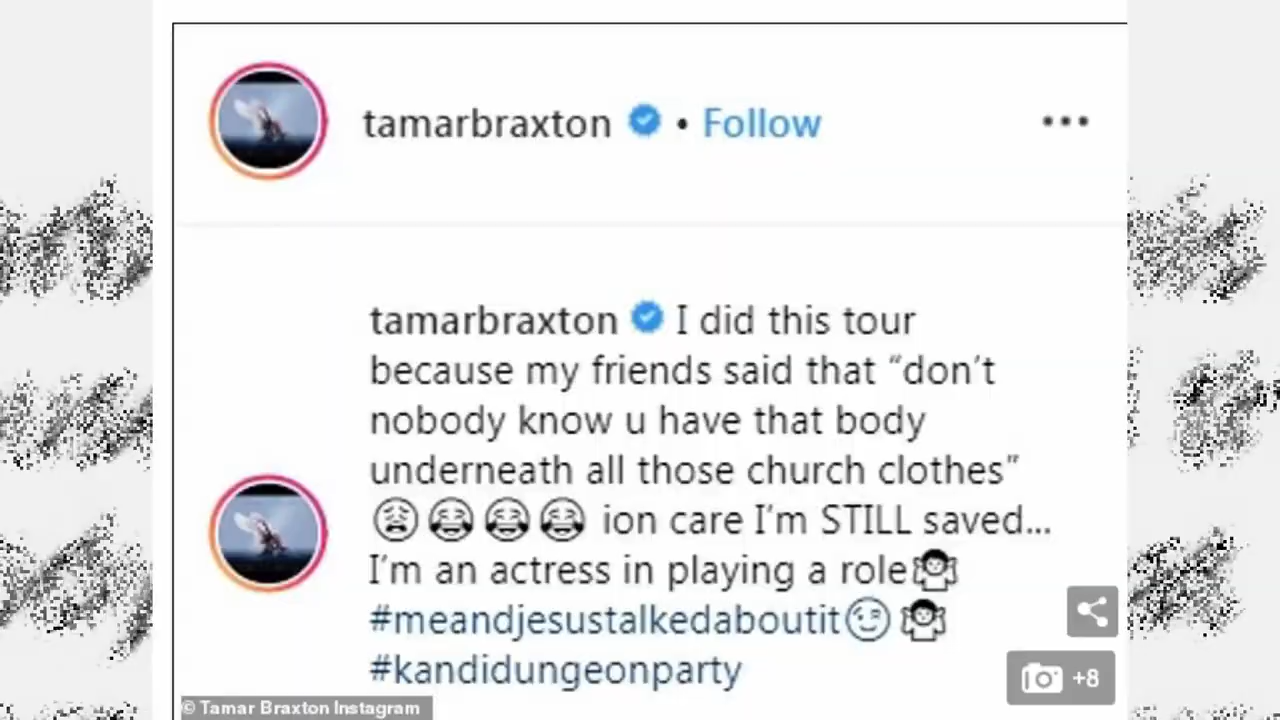 tamarbraxton • Follow
tamarbraxton I did this tour
because my friends said that “don’t
nobody know u have that body
underneath all those church clothes”
😩😂😂😂 ion care I’m STILL saved...
I’m an actress in playing a role🤷
#meandjesustalkedaboutit😉🤷
#kandidungeonparty
+8
© Tamar Braxton Instagram